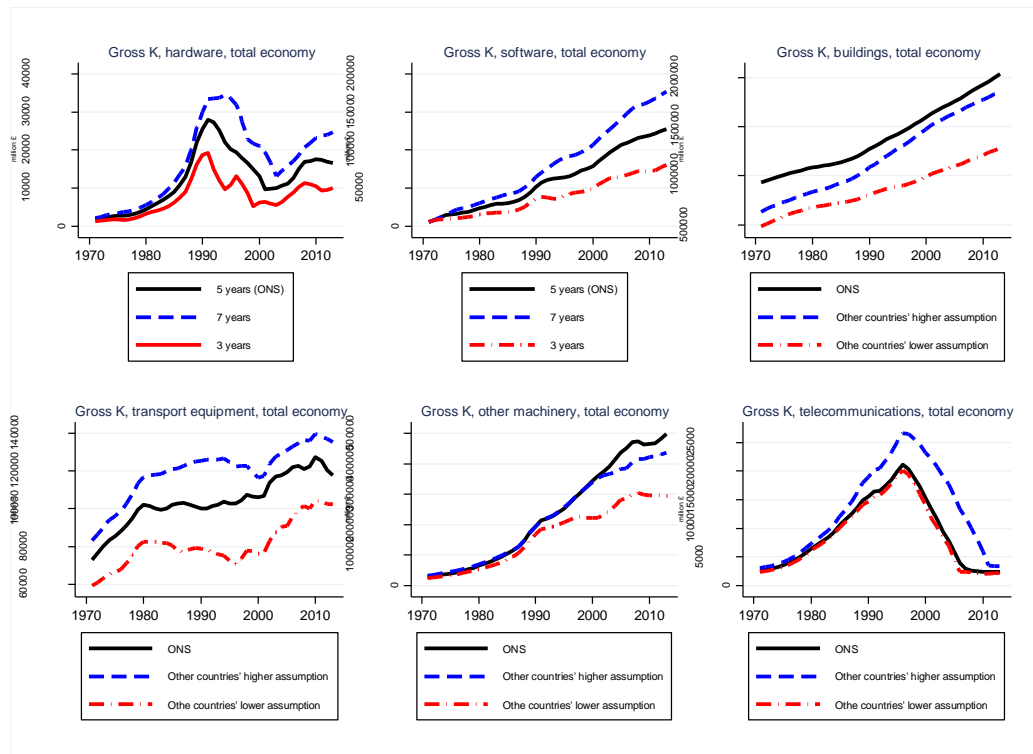 Gross K, hardware, total economy
million £
0
10000
20000
30000
40000
1970
1980
1990
2000
2010
5 years (ONS)
7 years
3 years
Gross K, software, total economy
50000
150000
200000
1970
1980
1990
2000
2010
5 years (ONS)
7 years
3 years
Gross K, buildings, total economy
million £
500000
1000000
1500000
2000000
1970
1980
1990
2000
2010
ONS
Other countries' higher assumption
Othe countries' lower assumption
Gross K, transport equipment, total economy
60000
80000
120000
140000
1970
1980
1990
2000
2010
ONS
Other countries' higher assumption
Othe countries' lower assumption
Gross K, other machinery, total economy
0
1970
1980
1990
2000
2010
ONS
Other countries' higher assumption
Othe countries' lower assumption
Gross K, telecommunications, total economy
million £
0
5000
10000
15000
20000
25000
1970
1980
1990
2000
2010
ONS
Other countries' higher assumption
Othe countries' lower assumption